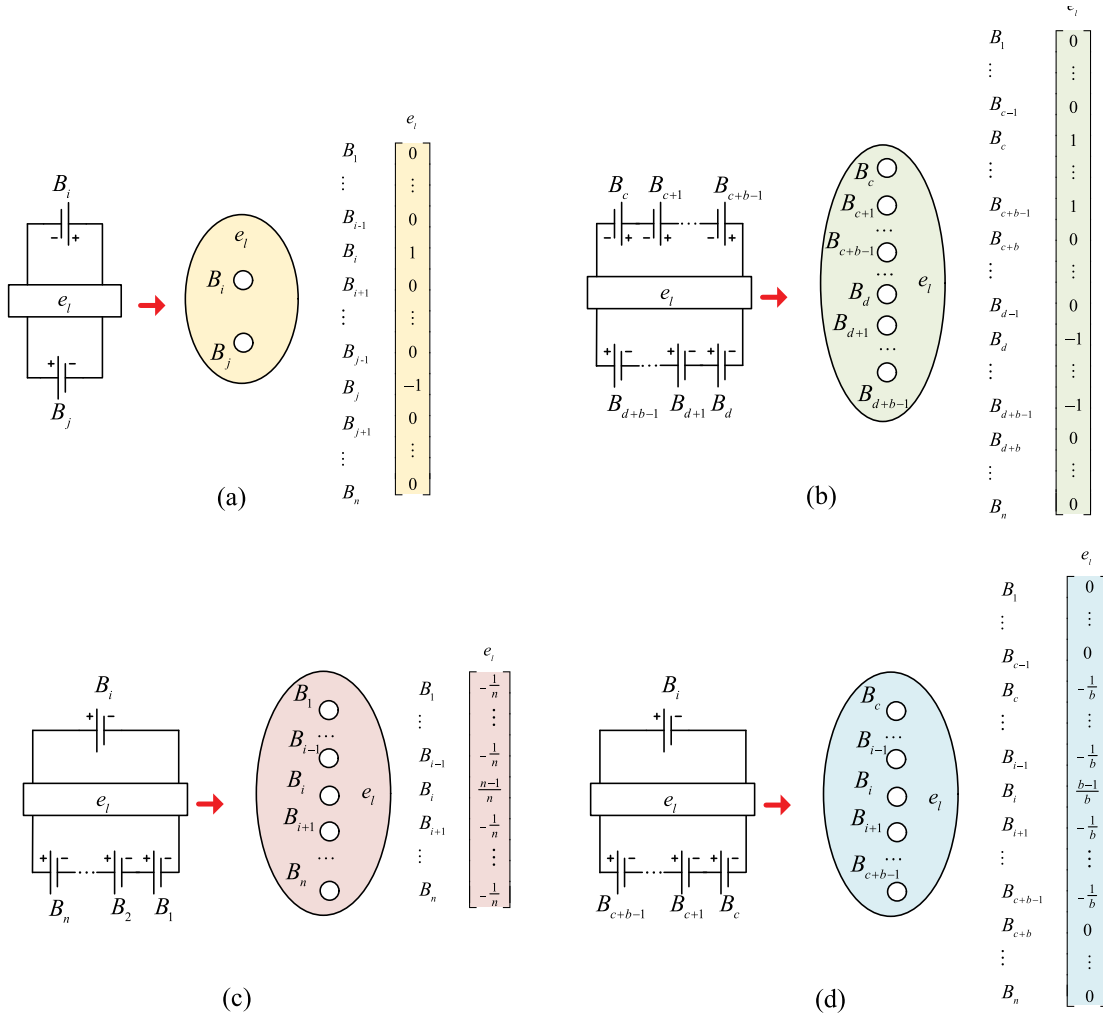 B_i
- +
e_l
+ -
B_j
e_l
B_i
B_j
e_l
B_1 0
⋮ ⋮
B_{i-1} 0
B_i 1
B_{i+1} 0
⋮ ⋮
B_{j-1} 0
B_j −1
B_{j+1} 0
⋮ ⋮
B_n 0
(a)
B_c B_{c+1} B_{c+b-1}
- + - + ... - +
e_l
+ - ... + - + -
B_{d+b-1} B_{d+1} B_d
B_c
B_{c+1}
...
B_{c+b-1}
...
B_d
e_l
B_{d+1}
...
B_{d+b-1}
e_l
B_1 0
⋮ ⋮
B_{c-1} 0
B_c 1
⋮ ⋮
B_{c+b-1} 1
B_{c+b} 0
⋮ ⋮
B_{d-1} 0
B_d −1
⋮ ⋮
B_{d+b-1} −1
B_{d+b} 0
⋮ ⋮
B_n 0
(b)
B_i
+ -
e_l
+ - ... + - + -
B_n B_2 B_1
B_1
...
B_{i-1}
B_i
e_l
B_{i+1}
...
B_n
e_l
B_1 −1/n
⋮ ⋮
B_{i-1} −1/n
B_i (n−1)/n
B_{i+1} −1/n
⋮ ⋮
B_n −1/n
(c)
B_i
+ -
e_l
+ - ... + - + -
B_{c+b-1} B_{c+1} B_c
B_c
...
B_{i-1}
B_i
e_l
B_{i+1}
...
B_{c+b-1}
e_l
B_1 0
⋮ ⋮
B_{c-1} 0
B_c −1/b
⋮ ⋮
B_{i-1} −1/b
B_i (b−1)/b
B_{i+1} −1/b
⋮ ⋮
B_{c+b-1} −1/b
B_{c+b} 0
⋮ ⋮
B_n 0
(d)